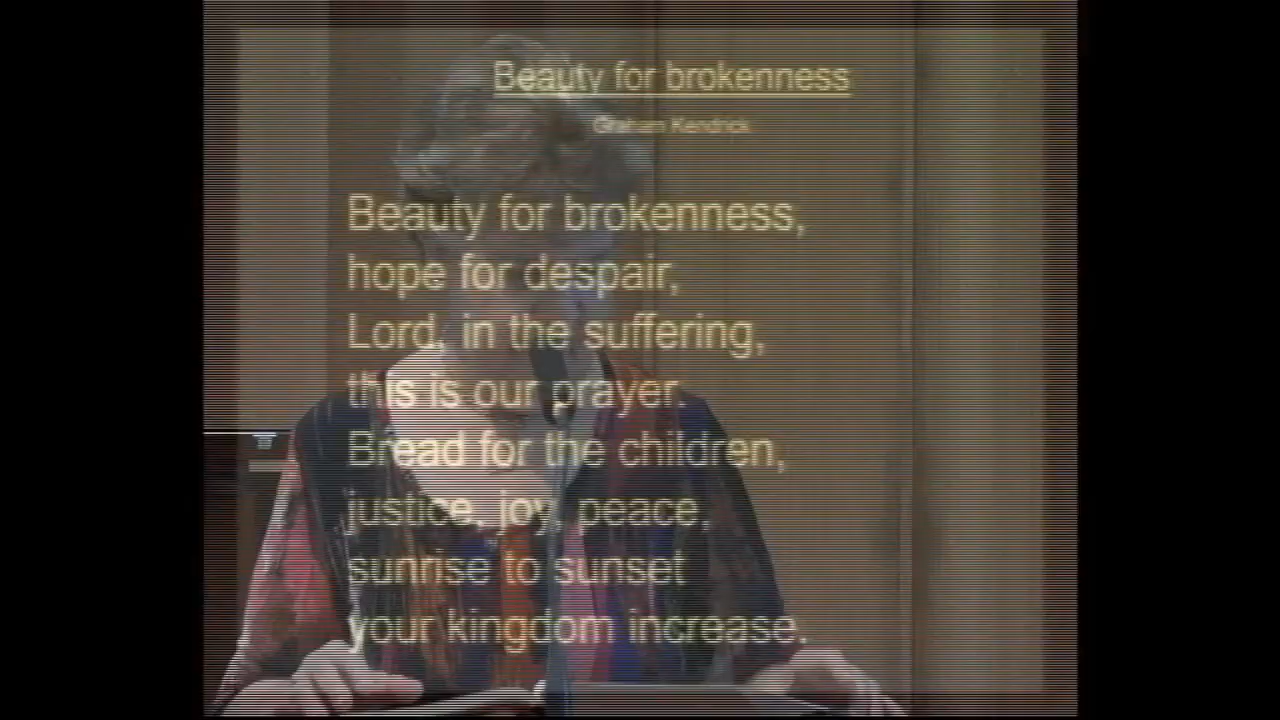 Beauty for brokenness
Graham Kendrick
Beauty for brokenness,
hope for despair,
Lord, in the suffering,
this is our prayer.
Bread for the children,
justice, joy, peace,
sunrise to sunset
your kingdom increase.